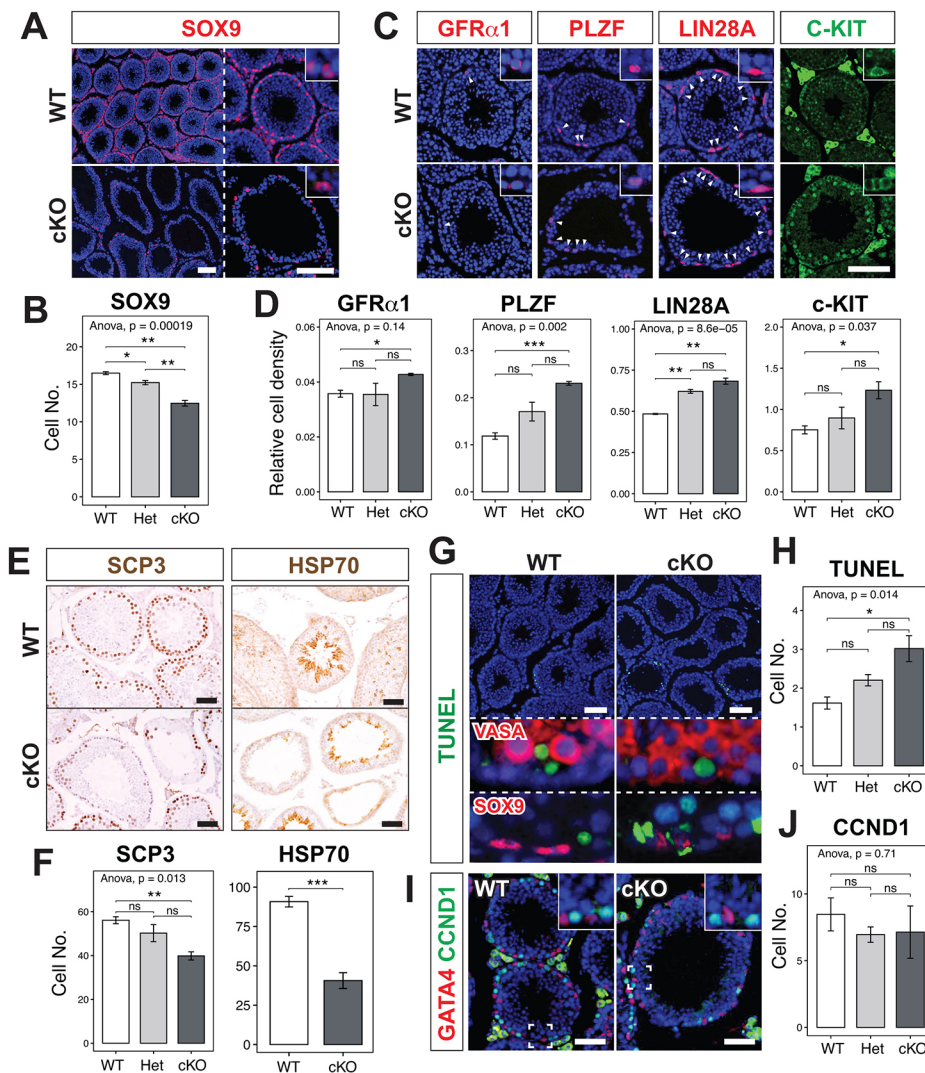 A
SOX9
WT
cKO
C
GFRα1
PLZF
LIN28A
C-KIT
WT
cKO
B
SOX9
Anova, p = 0.00019
**
*
**
Cell No.
15
10
5
0
WT Het cKO
D
GFRα1
Anova, p = 0.14
*
ns
ns
Relative cell density
0.06
0.04
0.02
0.00
WT Het cKO
PLZF
Anova, p = 0.002
***
ns
ns
0.3
0.2
0.1
0.0
WT Het cKO
LIN28A
Anova, p = 8.6e−05
**
**
ns
1.00
0.75
0.50
0.25
0.00
WT Het cKO
c-KIT
Anova, p = 0.037
*
ns
ns
2.0
1.5
1.0
0.5
0.0
WT Het cKO
E
SCP3
HSP70
WT
cKO
F
SCP3
Anova, p = 0.013
**
ns
ns
Cell No.
60
40
20
0
WT Het cKO
HSP70
***
100
75
50
25
0
WT cKO
G
WT
cKO
TUNEL
VASA
SOX9
H
TUNEL
Anova, p = 0.014
*
ns
ns
Cell No.
4
3
2
1
0
WT Het cKO
I
GATA4 CCND1
WT
cKO
J
CCND1
Anova, p = 0.71
ns
ns
ns
Cell No.
10
5
0
WT Het cKO